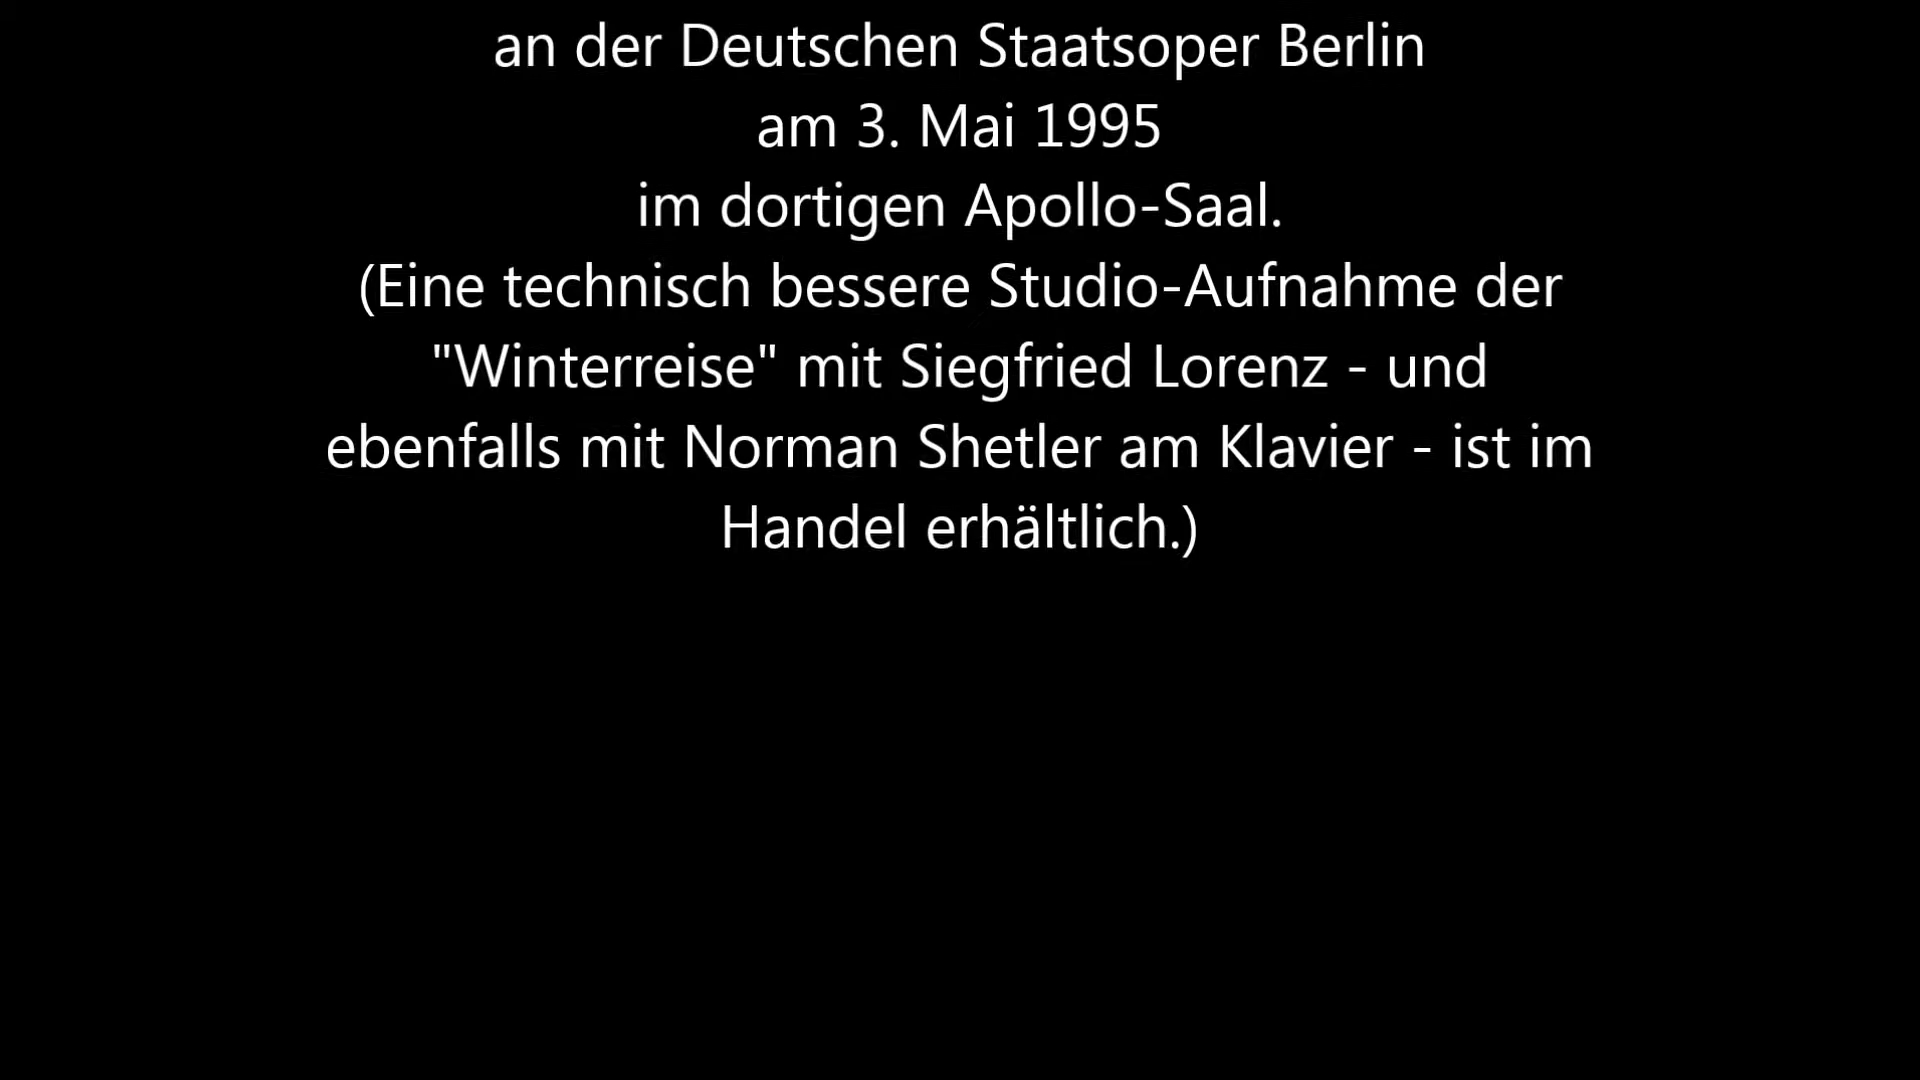 an der Deutschen Staatsoper Berlin
am 3. Mai 1995
im dortigen Apollo-Saal.
(Eine technisch bessere Studio-Aufnahme der
"Winterreise" mit Siegfried Lorenz - und
ebenfalls mit Norman Shetler am Klavier - ist im
Handel erhältlich.)